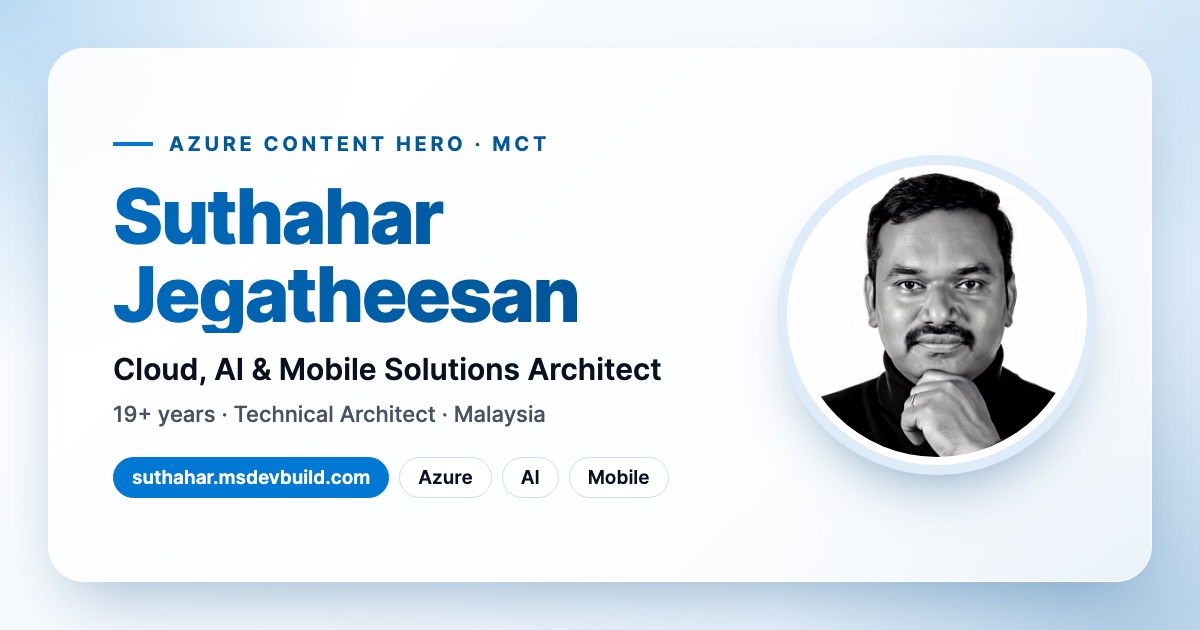 AZURE CONTENT HERO · MCT
Suthahar
Jegatheesan
Cloud, AI & Mobile Solutions Architect
19+ years · Technical Architect · Malaysia
suthahar.msdevbuild.com Azure AI Mobile